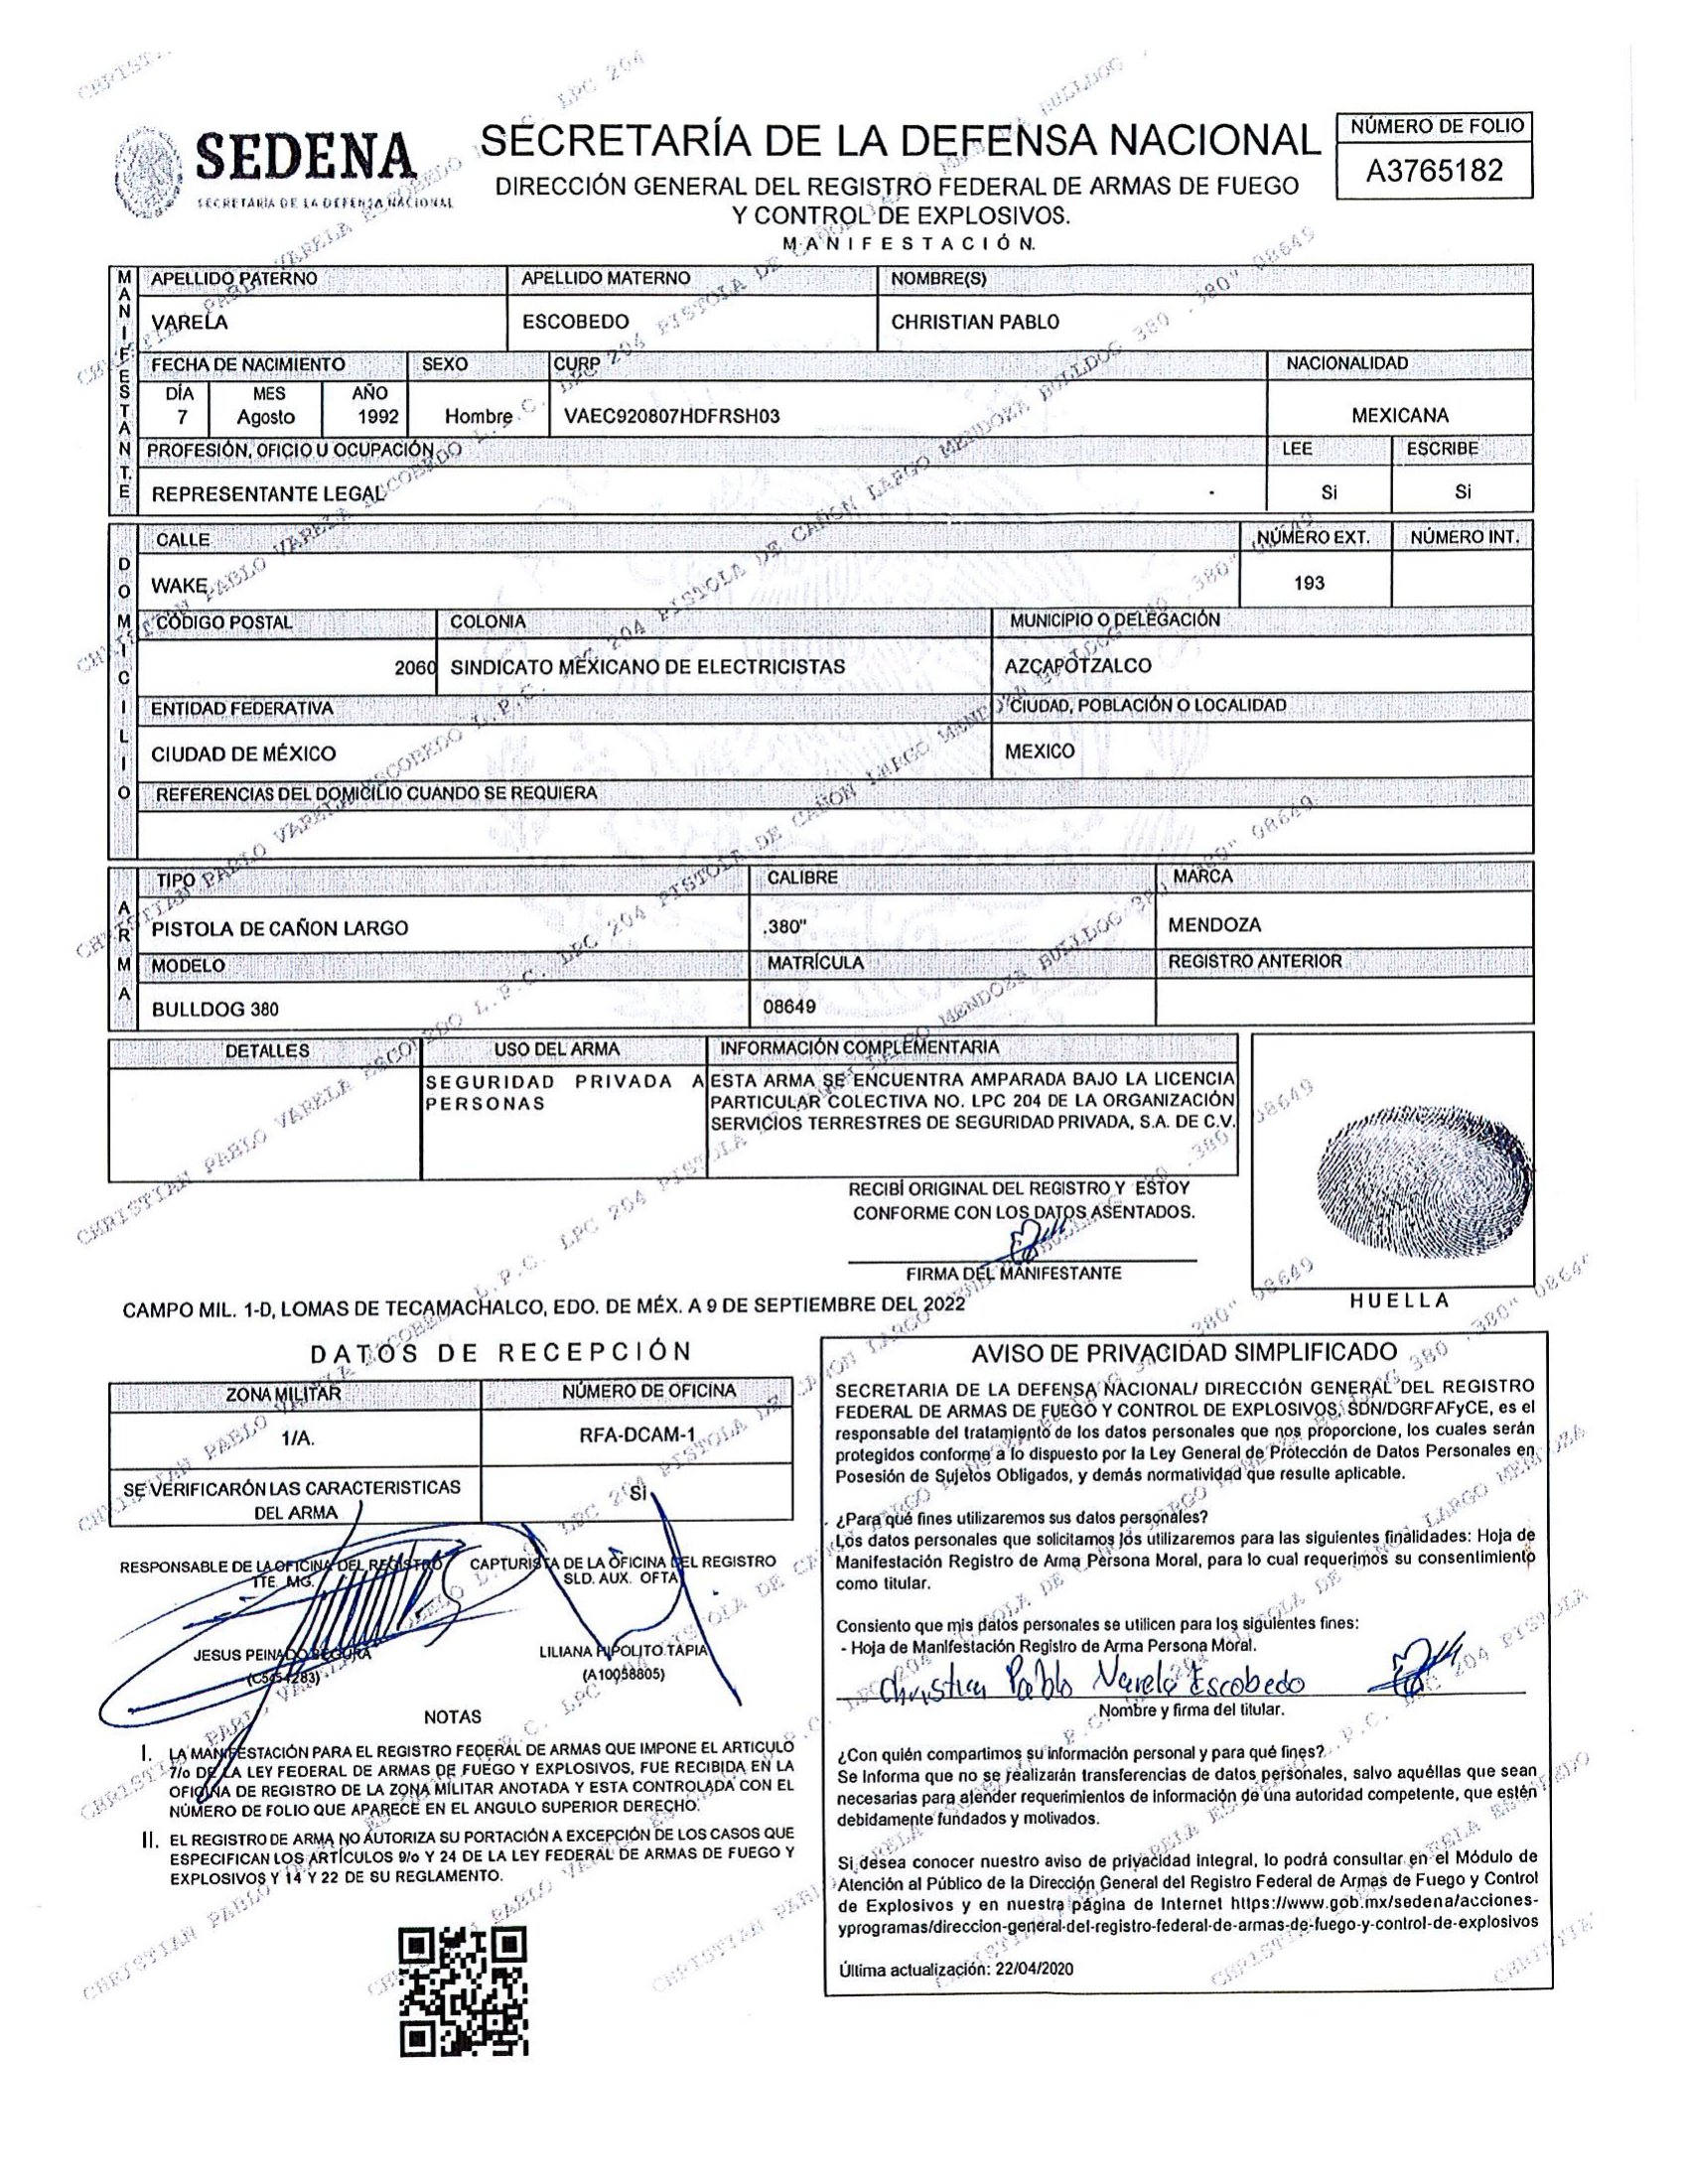 SEDENA
SECRETARÍA DE LA DEFENSA NACIONAL
SECRETARÍA DE LA DEFENSA NACIONAL
DIRECCIÓN GENERAL DEL REGISTRO FEDERAL DE ARMAS DE FUEGO
Y CONTROL DE EXPLOSIVOS.
MANIFESTACIÓN.
NÚMERO DE FOLIO
A3765182
MANIFESTANTE
APELLIDO PATERNO APELLIDO MATERNO NOMBRE(S)
VARELA ESCOBEDO CHRISTIAN PABLO
FECHA DE NACIMIENTO SEXO CURP NACIONALIDAD
DÍA MES AÑO
7 Agosto 1992 Hombre VAEC920807HDFRSH03 MEXICANA
PROFESIÓN, OFICIO U OCUPACIÓN LEE ESCRIBE
REPRESENTANTE LEGAL Si Si
DOMICILIO
CALLE NÚMERO EXT. NÚMERO INT.
WAKE 193
CÓDIGO POSTAL COLONIA MUNICIPIO O DELEGACIÓN
2060 SINDICATO MEXICANO DE ELECTRICISTAS AZCAPOTZALCO
ENTIDAD FEDERATIVA CIUDAD, POBLACIÓN O LOCALIDAD
CIUDAD DE MÉXICO MEXICO
REFERENCIAS DEL DOMICILIO CUANDO SE REQUIERA
ARMA
TIPO CALIBRE MARCA
PISTOLA DE CAÑON LARGO .380" MENDOZA
MODELO MATRÍCULA REGISTRO ANTERIOR
BULLDOG 380 08649
DETALLES USO DEL ARMA INFORMACIÓN COMPLEMENTARIA
SEGURIDAD PRIVADA A PERSONAS
ESTA ARMA SE ENCUENTRA AMPARADA BAJO LA LICENCIA
PARTICULAR COLECTIVA NO. LPC 204 DE LA ORGANIZACIÓN
SERVICIOS TERRESTRES DE SEGURIDAD PRIVADA, S.A. DE C.V.
RECIBÍ ORIGINAL DEL REGISTRO Y ESTOY
CONFORME CON LOS DATOS ASENTADOS.
FIRMA DEL MANIFESTANTE
HUELLA
CAMPO MIL. 1-D, LOMAS DE TECAMACHALCO, EDO. DE MÉX. A 9 DE SEPTIEMBRE DEL 2022
DATOS DE RECEPCIÓN
ZONA MILITAR NÚMERO DE OFICINA
1/A. RFA-DCAM-1
SE VERIFICARÓN LAS CARACTERISTICAS
DEL ARMA
Si
RESPONSABLE DE LA OFICINA DEL REGISTRO
TTE. MG.
JESUS PEINADO SEGURA
(C5454283)
CAPTURISTA DE LA OFICINA DEL REGISTRO
SLD. AUX. OFTA
LILIANA HIPOLITO TAPIA
(A10058805)
NOTAS
I. LA MANIFESTACIÓN PARA EL REGISTRO FEDERAL DE ARMAS QUE IMPONE EL ARTICULO
7/o DE LA LEY FEDERAL DE ARMAS DE FUEGO Y EXPLOSIVOS, FUE RECIBIDA EN LA
OFICINA DE REGISTRO DE LA ZONA MILITAR ANOTADA Y ESTA CONTROLADA CON EL
NÚMERO DE FOLIO QUE APARECE EN EL ANGULO SUPERIOR DERECHO.
II. EL REGISTRO DE ARMA NO AUTORIZA SU PORTACIÓN A EXCEPCIÓN DE LOS CASOS QUE
ESPECIFICAN LOS ARTÍCULOS 9/o Y 24 DE LA LEY FEDERAL DE ARMAS DE FUEGO Y
EXPLOSIVOS Y 14 Y 22 DE SU REGLAMENTO.
AVISO DE PRIVACIDAD SIMPLIFICADO
SECRETARIA DE LA DEFENSA NACIONAL/ DIRECCIÓN GENERAL DEL REGISTRO
FEDERAL DE ARMAS DE FUEGO Y CONTROL DE EXPLOSIVOS, SDN/DGRFAFyCE, es el
responsable del tratamiento de los datos personales que nos proporcione, los cuales serán
protegidos conforme a lo dispuesto por la Ley General de Protección de Datos Personales en
Posesión de Sujetos Obligados, y demás normatividad que resulte aplicable.
¿Para qué fines utilizaremos sus datos personales?
Los datos personales que solicitamos los utilizaremos para las siguientes finalidades: Hoja de
Manifestación Registro de Arma Persona Moral, para lo cual requerimos su consentimiento
como titular.
Consiento que mis datos personales se utilicen para los siguientes fines:
- Hoja de Manifestación Registro de Arma Persona Moral.
Christian Pablo Varela Escobedo
Nombre y firma del titular.
¿Con quién compartimos su información personal y para qué fines?
Se informa que no se realizarán transferencias de datos personales, salvo aquéllas que sean
necesarias para atender requerimientos de información de una autoridad competente, que estén
debidamente fundados y motivados.
Si desea conocer nuestro aviso de privacidad integral, lo podrá consultar en el Módulo de
Atención al Público de la Dirección General del Registro Federal de Armas de Fuego y Control
de Explosivos y en nuestra página de Internet https://www.gob.mx/sedena/acciones-
yprogramas/direccion-general-del-registro-federal-de-armas-de-fuego-y-control-de-explosivos
Última actualización: 22/04/2020